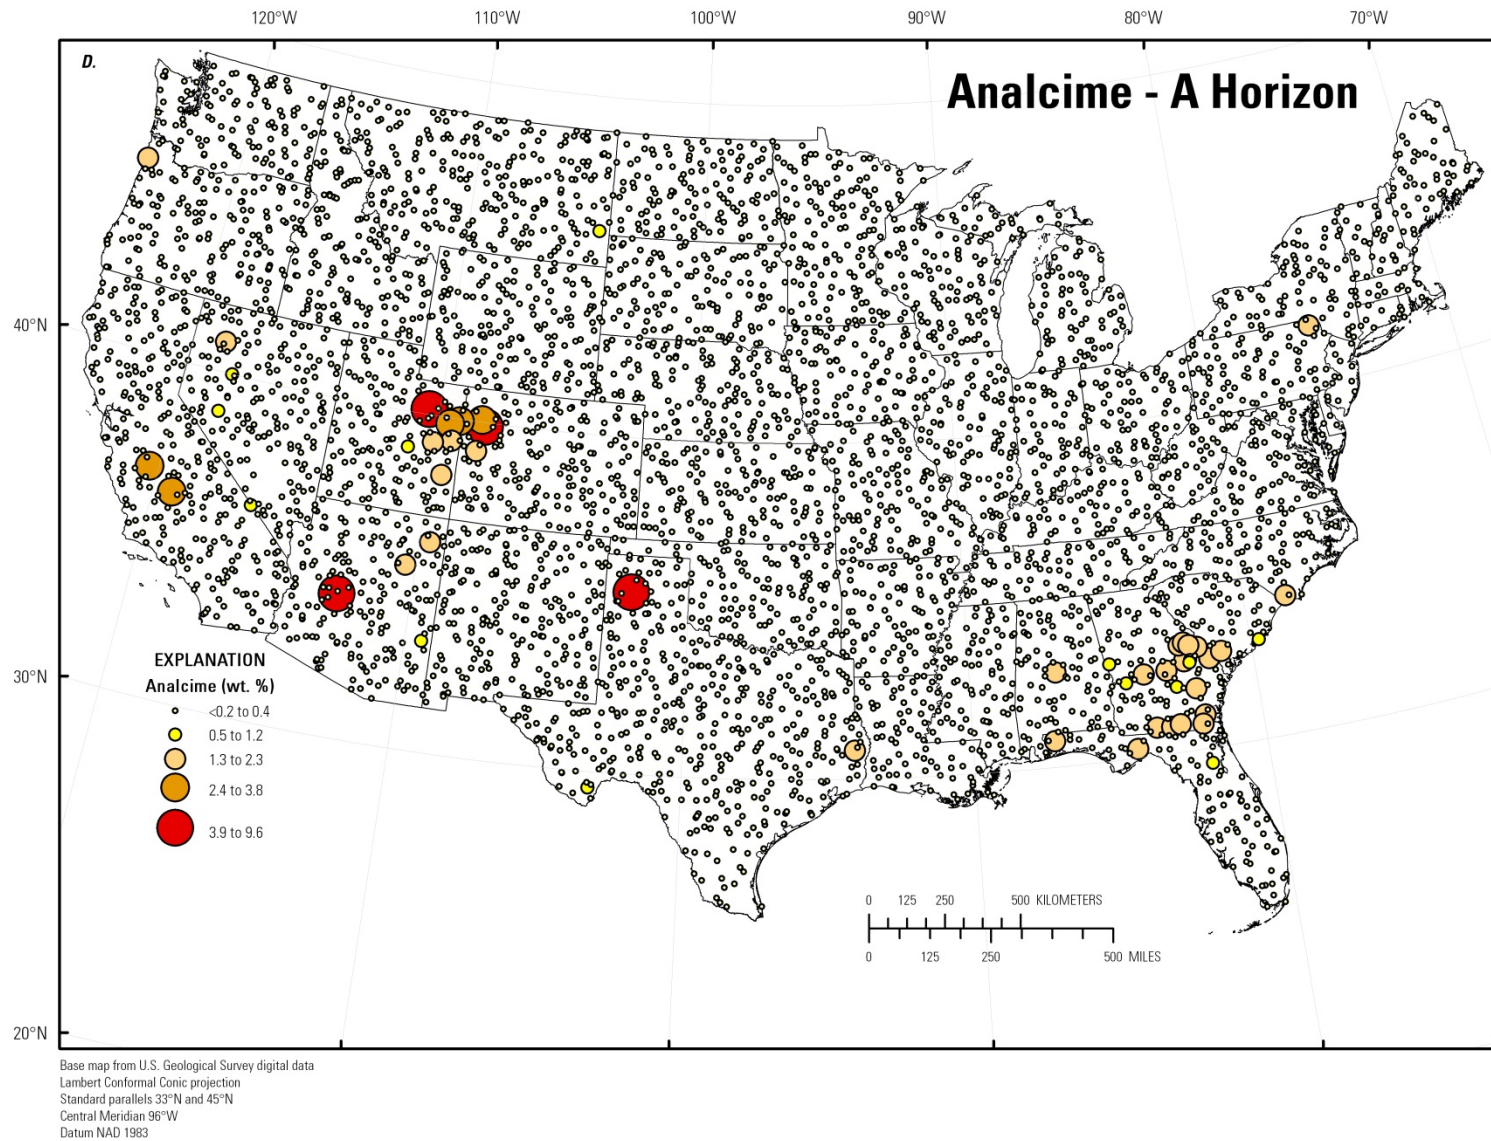 120°W 110°W 100°W 90°W 80°W 70°W
D.
Analcime - A Horizon
40°N
30°N
20°N
EXPLANATION
Analcime (wt. %)
<0.2 to 0.4
0.5 to 1.2
1.3 to 2.3
2.4 to 3.8
3.9 to 9.6
0 125 250 500 KILOMETERS
0 125 250 500 MILES
Base map from U.S. Geological Survey digital data
Lambert Conformal Conic projection
Standard parallels 33°N and 45°N
Central Meridian 96°W
Datum NAD 1983